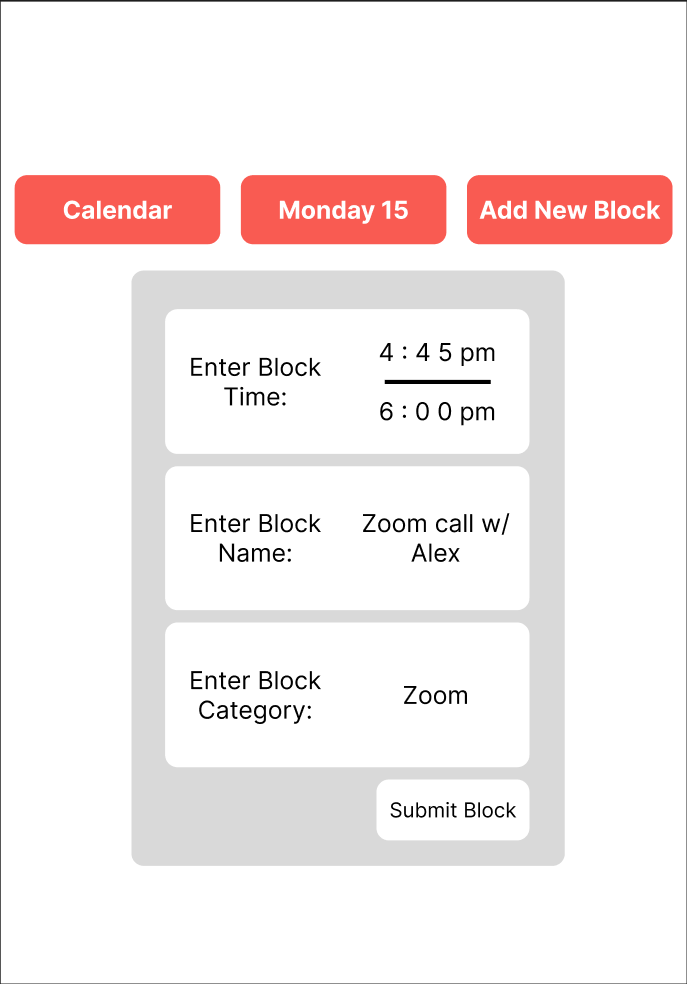 Calendar
Monday 15
Add New Block
Enter Block
Time:
4 : 4 5 pm
6 : 0 0 pm
Enter Block
Name:
Zoom call w/
Alex
Enter Block
Category:
Zoom
Submit Block